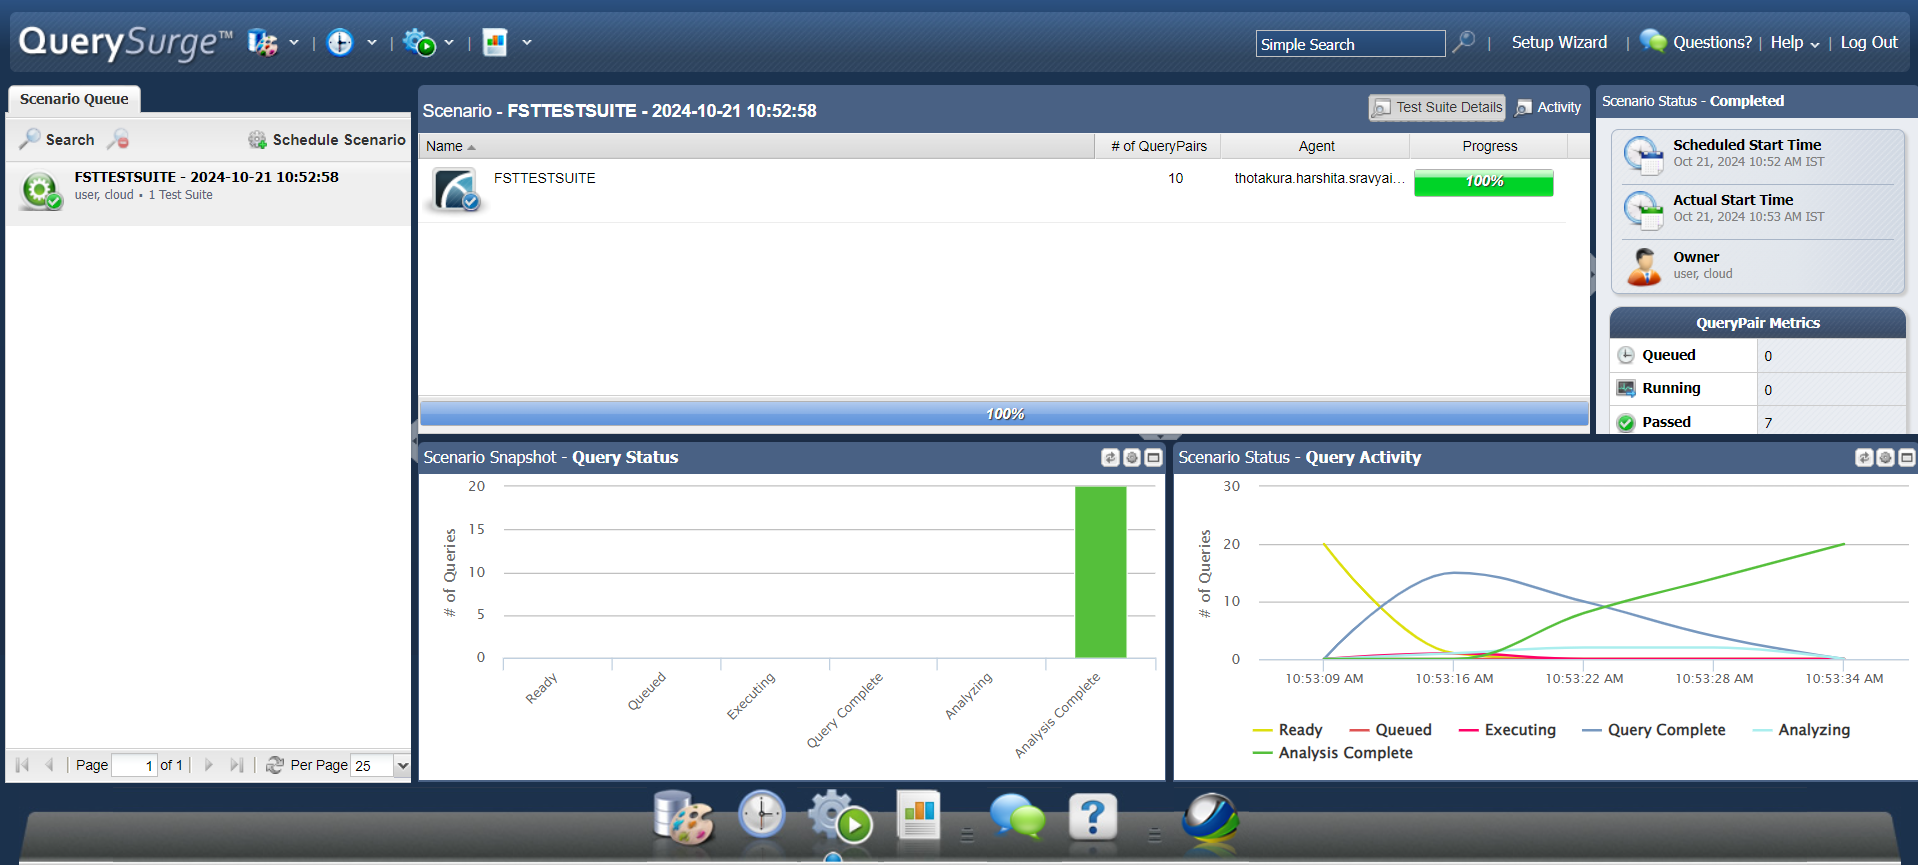 QuerySurge™
Simple Search
Setup Wizard
Questions?
Help
Log Out
Scenario Queue
Search
Schedule Scenario
FSTTESTSUITE - 2024-10-21 10:52:58
user, cloud • 1 Test Suite
Page 1 of 1
Per Page 25
Scenario - FSTTESTSUITE - 2024-10-21 10:52:58
Test Suite Details
Activity
Name # of QueryPairs Agent Progress
FSTTESTSUITE 10 thotakura.harshita.sravyai... 100%
100%
Scenario Status - Completed
Scheduled Start Time
Oct 21, 2024 10:52 AM IST
Actual Start Time
Oct 21, 2024 10:53 AM IST
Owner
user, cloud
QueryPair Metrics
Queued 0
Running 0
Passed 7
Scenario Snapshot - Query Status
# of Queries
20
15
10
5
0
Ready
Queued
Executing
Query Complete
Analyzing
Analysis Complete
Scenario Status - Query Activity
# of Queries
30
20
10
0
10:53:09 AM 10:53:16 AM 10:53:22 AM 10:53:28 AM 10:53:34 AM
Ready Queued Executing Query Complete Analyzing
Analysis Complete
?